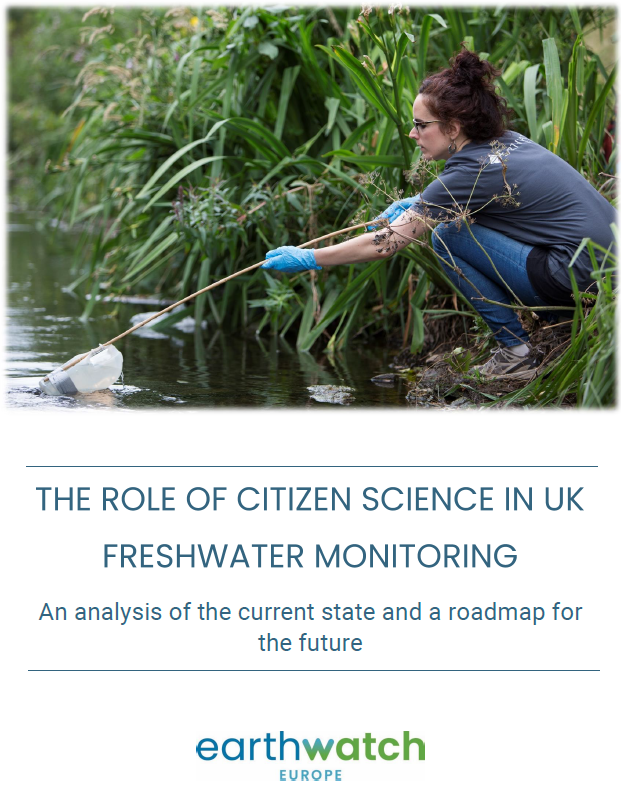 THE ROLE OF CITIZEN SCIENCE IN UK
FRESHWATER MONITORING
An analysis of the current state and a roadmap for
the future
earthwatch
EUROPE